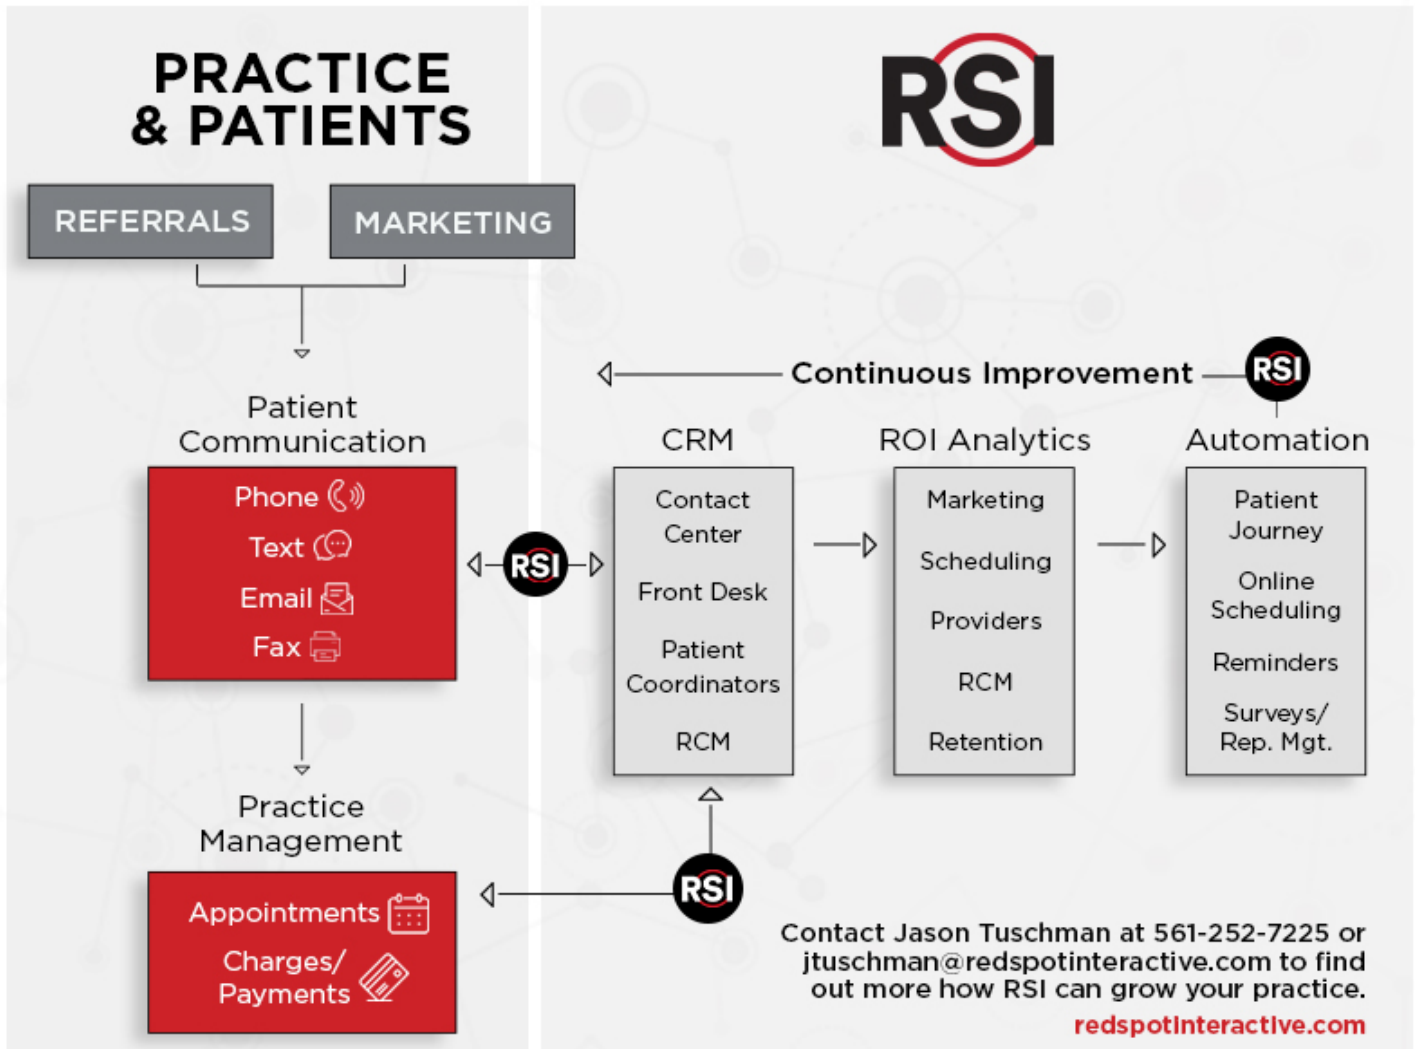 PRACTICE
& PATIENTS
REFERRALS
MARKETING
Patient
Communication
Phone
Text
Email
Fax
Practice
Management
Appointments
Charges/
Payments
RSI
RSI
Continuous Improvement
RSI
CRM
Contact
Center
Front Desk
Patient
Coordinators
RCM
ROI Analytics
Marketing
Scheduling
Providers
RCM
Retention
Automation
Patient
Journey
Online
Scheduling
Reminders
Surveys/
Rep. Mgt.
RSI
Contact Jason Tuschman at 561-252-7225 or
jtuschman@redspotinteractive.com to find
out more how RSI can grow your practice.
redspotinteractive.com